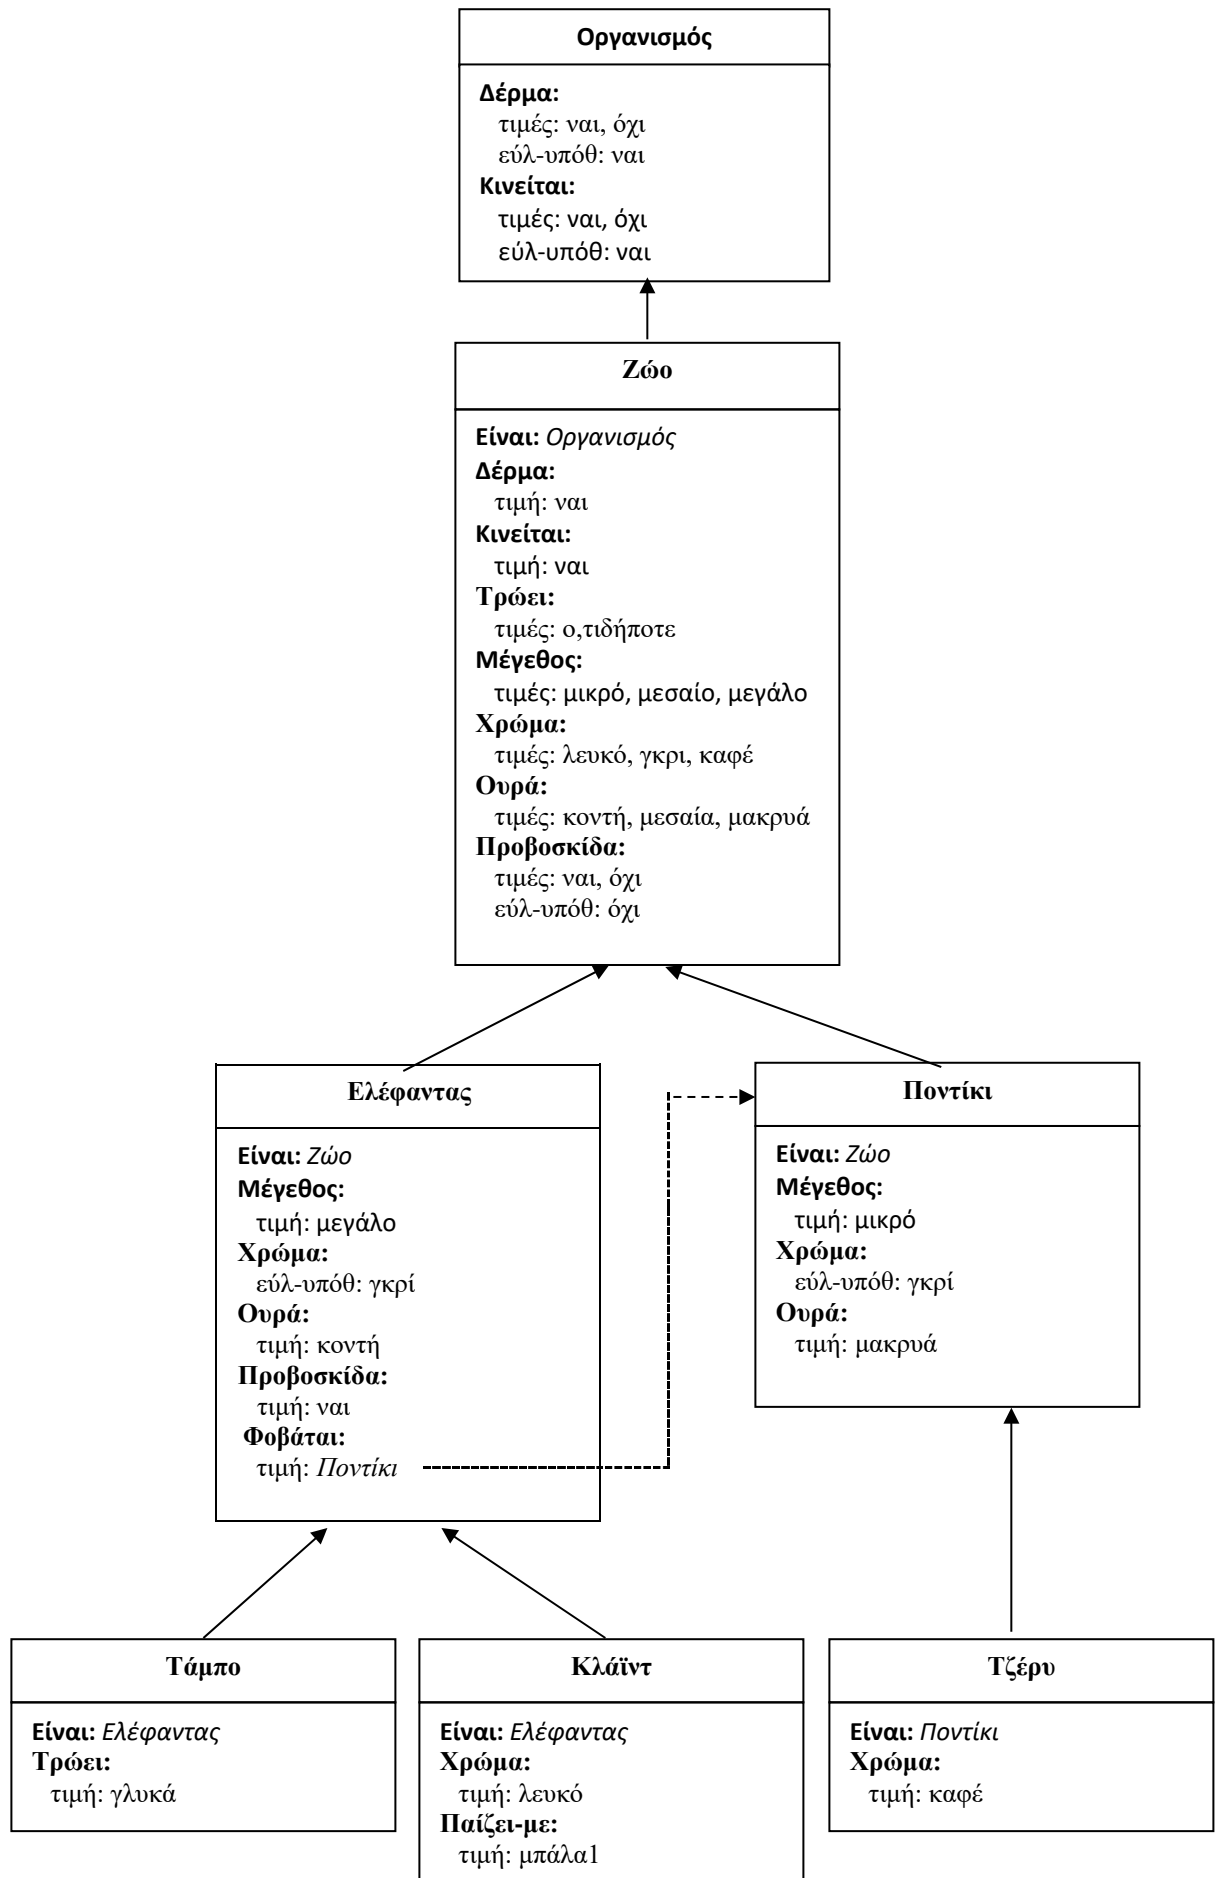 Οργανισμός
Δέρμα:
τιμές: ναι, όχι
εύλ-υπόθ: ναι
Κινείται:
τιμές: ναι, όχι
εύλ-υπόθ: ναι
Ζώο
Είναι: Οργανισμός
Δέρμα:
τιμή: ναι
Κινείται:
τιμή: ναι
Τρώει:
τιμές: ο,τιδήποτε
Μέγεθος:
τιμές: μικρό, μεσαίο, μεγάλο
Χρώμα:
τιμές: λευκό, γκρι, καφέ
Ουρά:
τιμές: κοντή, μεσαία, μακρυά
Προβοσκίδα:
τιμές: ναι, όχι
εύλ-υπόθ: όχι
Ελέφαντας
Είναι: Ζώο
Μέγεθος:
τιμή: μεγάλο
Χρώμα:
εύλ-υπόθ: γκρί
Ουρά:
τιμή: κοντή
Προβοσκίδα:
τιμή: ναι
Φοβάται:
τιμή: Ποντίκι
Ποντίκι
Είναι: Ζώο
Μέγεθος:
τιμή: μικρό
Χρώμα:
εύλ-υπόθ: γκρί
Ουρά:
τιμή: μακρυά
Τάμπο
Είναι: Ελέφαντας
Τρώει:
τιμή: γλυκά
Κλάϊντ
Είναι: Ελέφαντας
Χρώμα:
τιμή: λευκό
Παίζει-με:
τιμή: μπάλα1
Τζέρυ
Είναι: Ποντίκι
Χρώμα:
τιμή: καφέ